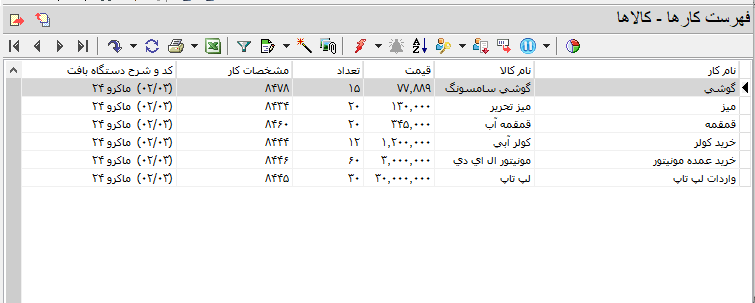 فهرست کارها - کالاها
نام کار نام کالا قیمت تعداد مشخصات کار کد و شرح دستگاه بافت
گوشی گوشی سامسونگ ۷۷,۸۸۹ ۱۵ ۸۴۷۸ (۰۲/۰۳) ماکرو ۲۴
میز میز تحریر ۱۳۰,۰۰۰ ۲۰ ۸۴۳۴ (۰۲/۰۳) ماکرو ۲۴
قمقمه قمقمه آب ۳۴۵,۰۰۰ ۲۰ ۸۴۶۰ (۰۲/۰۳) ماکرو ۲۴
خرید کولر کولر آبی ۱,۲۰۰,۰۰۰ ۱۲ ۸۴۴۴ (۰۲/۰۳) ماکرو ۲۴
خرید عمده مونیتور مونیتور ال ای دی ۳,۰۰۰,۰۰۰ ۶۰ ۸۴۴۶ (۰۲/۰۳) ماکرو ۲۴
واردات لپ تاپ لپ تاپ ۳۰,۰۰۰,۰۰۰ ۳۰ ۸۴۴۵ (۰۲/۰۳) ماکرو ۲۴